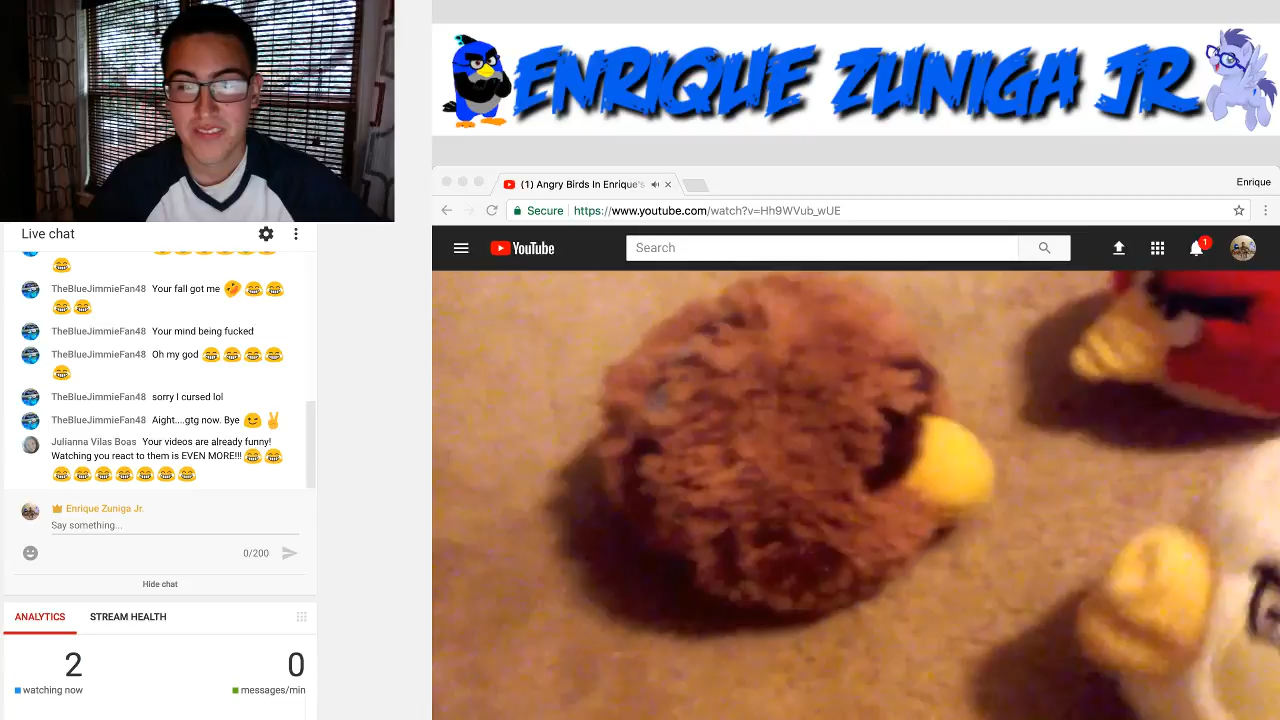 ENRIQUE ZUNIGA JR
(1) Angry Birds In Enrique's
Enrique
Secure https://www.youtube.com/watch?v=Hh9WVub_wUE
YouTube
Search
1
Live chat
TheBlueJimmieFan48 Your fall got me 🤣😂😂
😂😂
TheBlueJimmieFan48 Your mind being fucked
TheBlueJimmieFan48 Oh my god 😂😂😂😂
😂
TheBlueJimmieFan48 sorry I cursed lol
TheBlueJimmieFan48 Aight....gtg now. Bye 😉✌
Julianna Vilas Boas Your videos are already funny!
Watching you react to them is EVEN MORE!!! 😂😂
😂😂😂😂😂😂😂
Enrique Zuniga Jr.
Say something...
0/200
Hide chat
ANALYTICS STREAM HEALTH
2 0
watching now messages/min